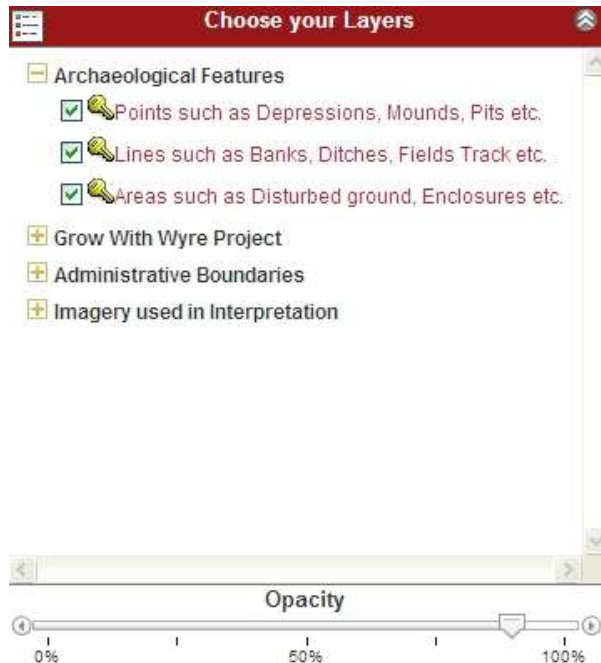 Choose your Layers
Archaeological Features
Points such as Depressions, Mounds, Pits etc.
Lines such as Banks, Ditches, Fields Track etc.
Areas such as Disturbed ground, Enclosures etc.
Grow With Wyre Project
Administrative Boundaries
Imagery used in Interpretation
Opacity
0% 50% 100%